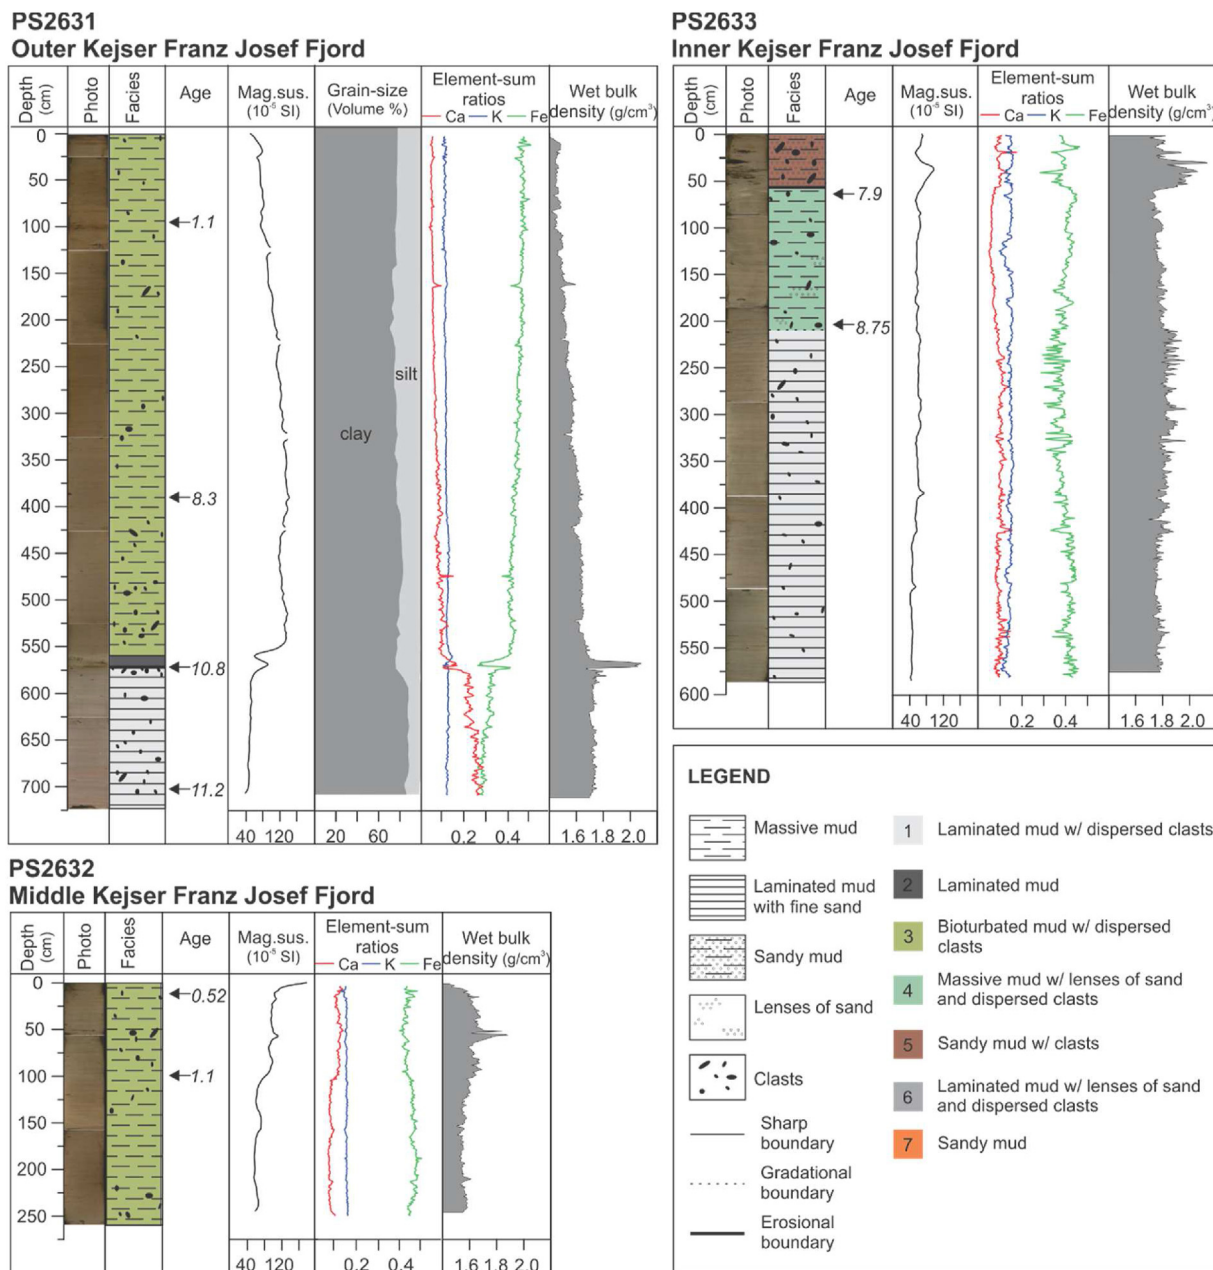 PS2631
Outer Kejser Franz Josef Fjord
Depth (cm)
Photo
Facies
Age
Mag.sus.
(10⁻⁵ SI)
Grain-size
(Volume %)
Element-sum
ratios
Ca K Fe
Wet bulk
density (g/cm³)
0
50
100
150
200
250
300
350
400
450
500
550
600
650
700
1.1
8.3
10.8
11.2
clay
silt
40 120
20 60
0.2 0.4
1.6 1.8 2.0
PS2633
Inner Kejser Franz Josef Fjord
Depth (cm)
Photo
Facies
Age
Mag.sus.
(10⁻⁵ SI)
Element-sum
ratios
Ca K Fe
Wet bulk
density (g/cm³)
0
50
100
150
200
250
300
350
400
450
500
550
600
7.9
8.75
40 120
0.2 0.4
1.6 1.8 2.0
PS2632
Middle Kejser Franz Josef Fjord
Depth (cm)
Photo
Facies
Age
Mag.sus.
(10⁻⁵ SI)
Element-sum
ratios
Ca K Fe
Wet bulk
density (g/cm³)
0
50
100
150
200
250
0.52
1.1
40 120
0.2 0.4
1.6 1.8 2.0
LEGEND
Massive mud
Laminated mud
with fine sand
Sandy mud
Lenses of sand
Clasts
Sharp
boundary
Gradational
boundary
Erosional
boundary
1 Laminated mud w/ dispersed clasts
2 Laminated mud
3 Bioturbated mud w/ dispersed
clasts
4 Massive mud w/ lenses of sand
and dispersed clasts
5 Sandy mud w/ clasts
6 Laminated mud w/ lenses of sand
and dispersed clasts
7 Sandy mud